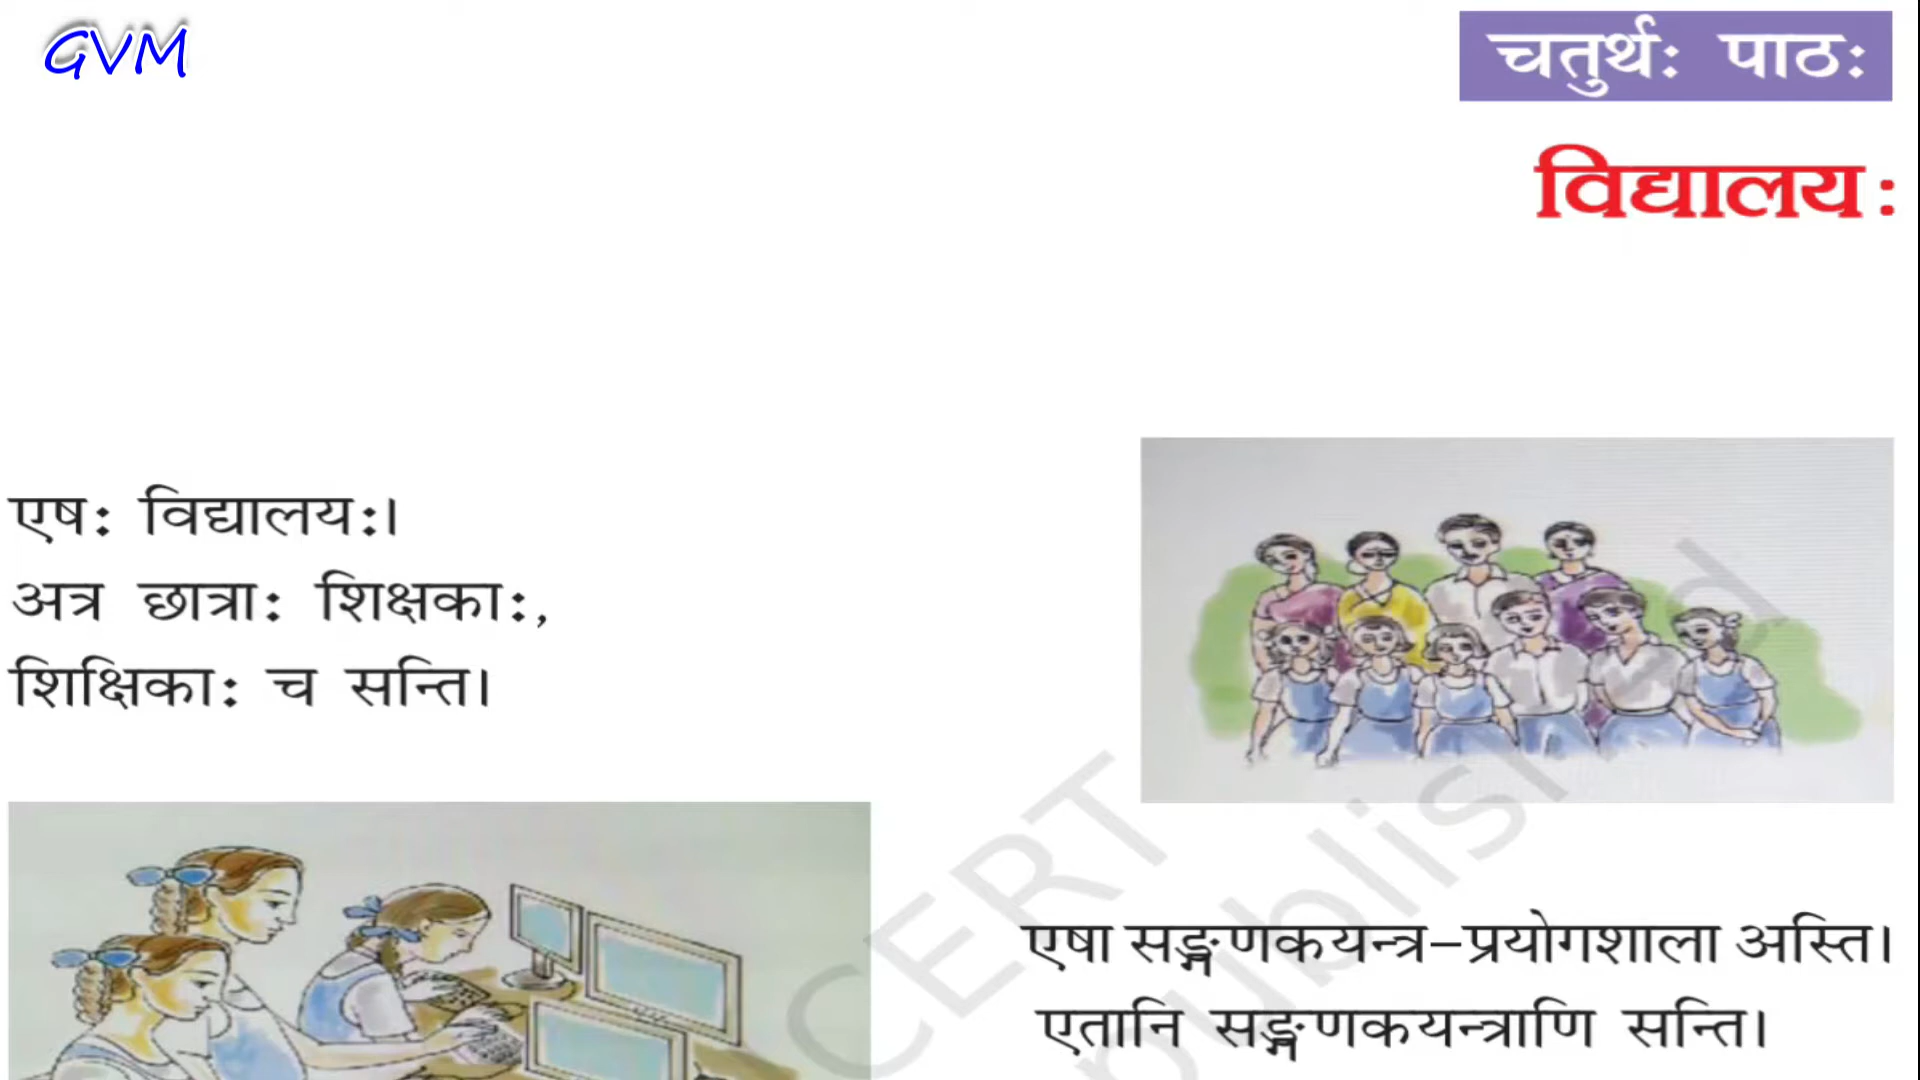 GVM
चतुर्थः पाठः
विद्यालयः
एषः विद्यालयः।
अत्र छात्राः शिक्षकाः,
शिक्षिकाः च सन्ति।
एषा सङ्गणकयन्त्र–प्रयोगशाला अस्ति।
एतानि सङ्गणकयन्त्राणि सन्ति।